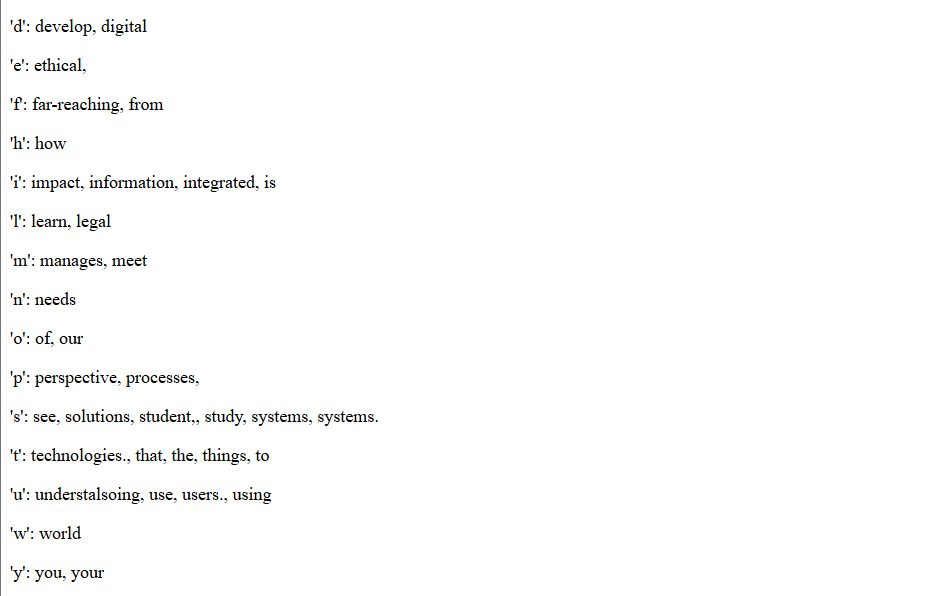 'd': develop, digital
'e': ethical,
'f': far-reaching, from
'h': how
'i': impact, information, integrated, is
'l': learn, legal
'm': manages, meet
'n': needs
'o': of, our
'p': perspective, processes,
's': see, solutions, student,, study, systems, systems.
't': technologies., that, the, things, to
'u': understalsoing, use, users., using
'w': world
'y': you, your